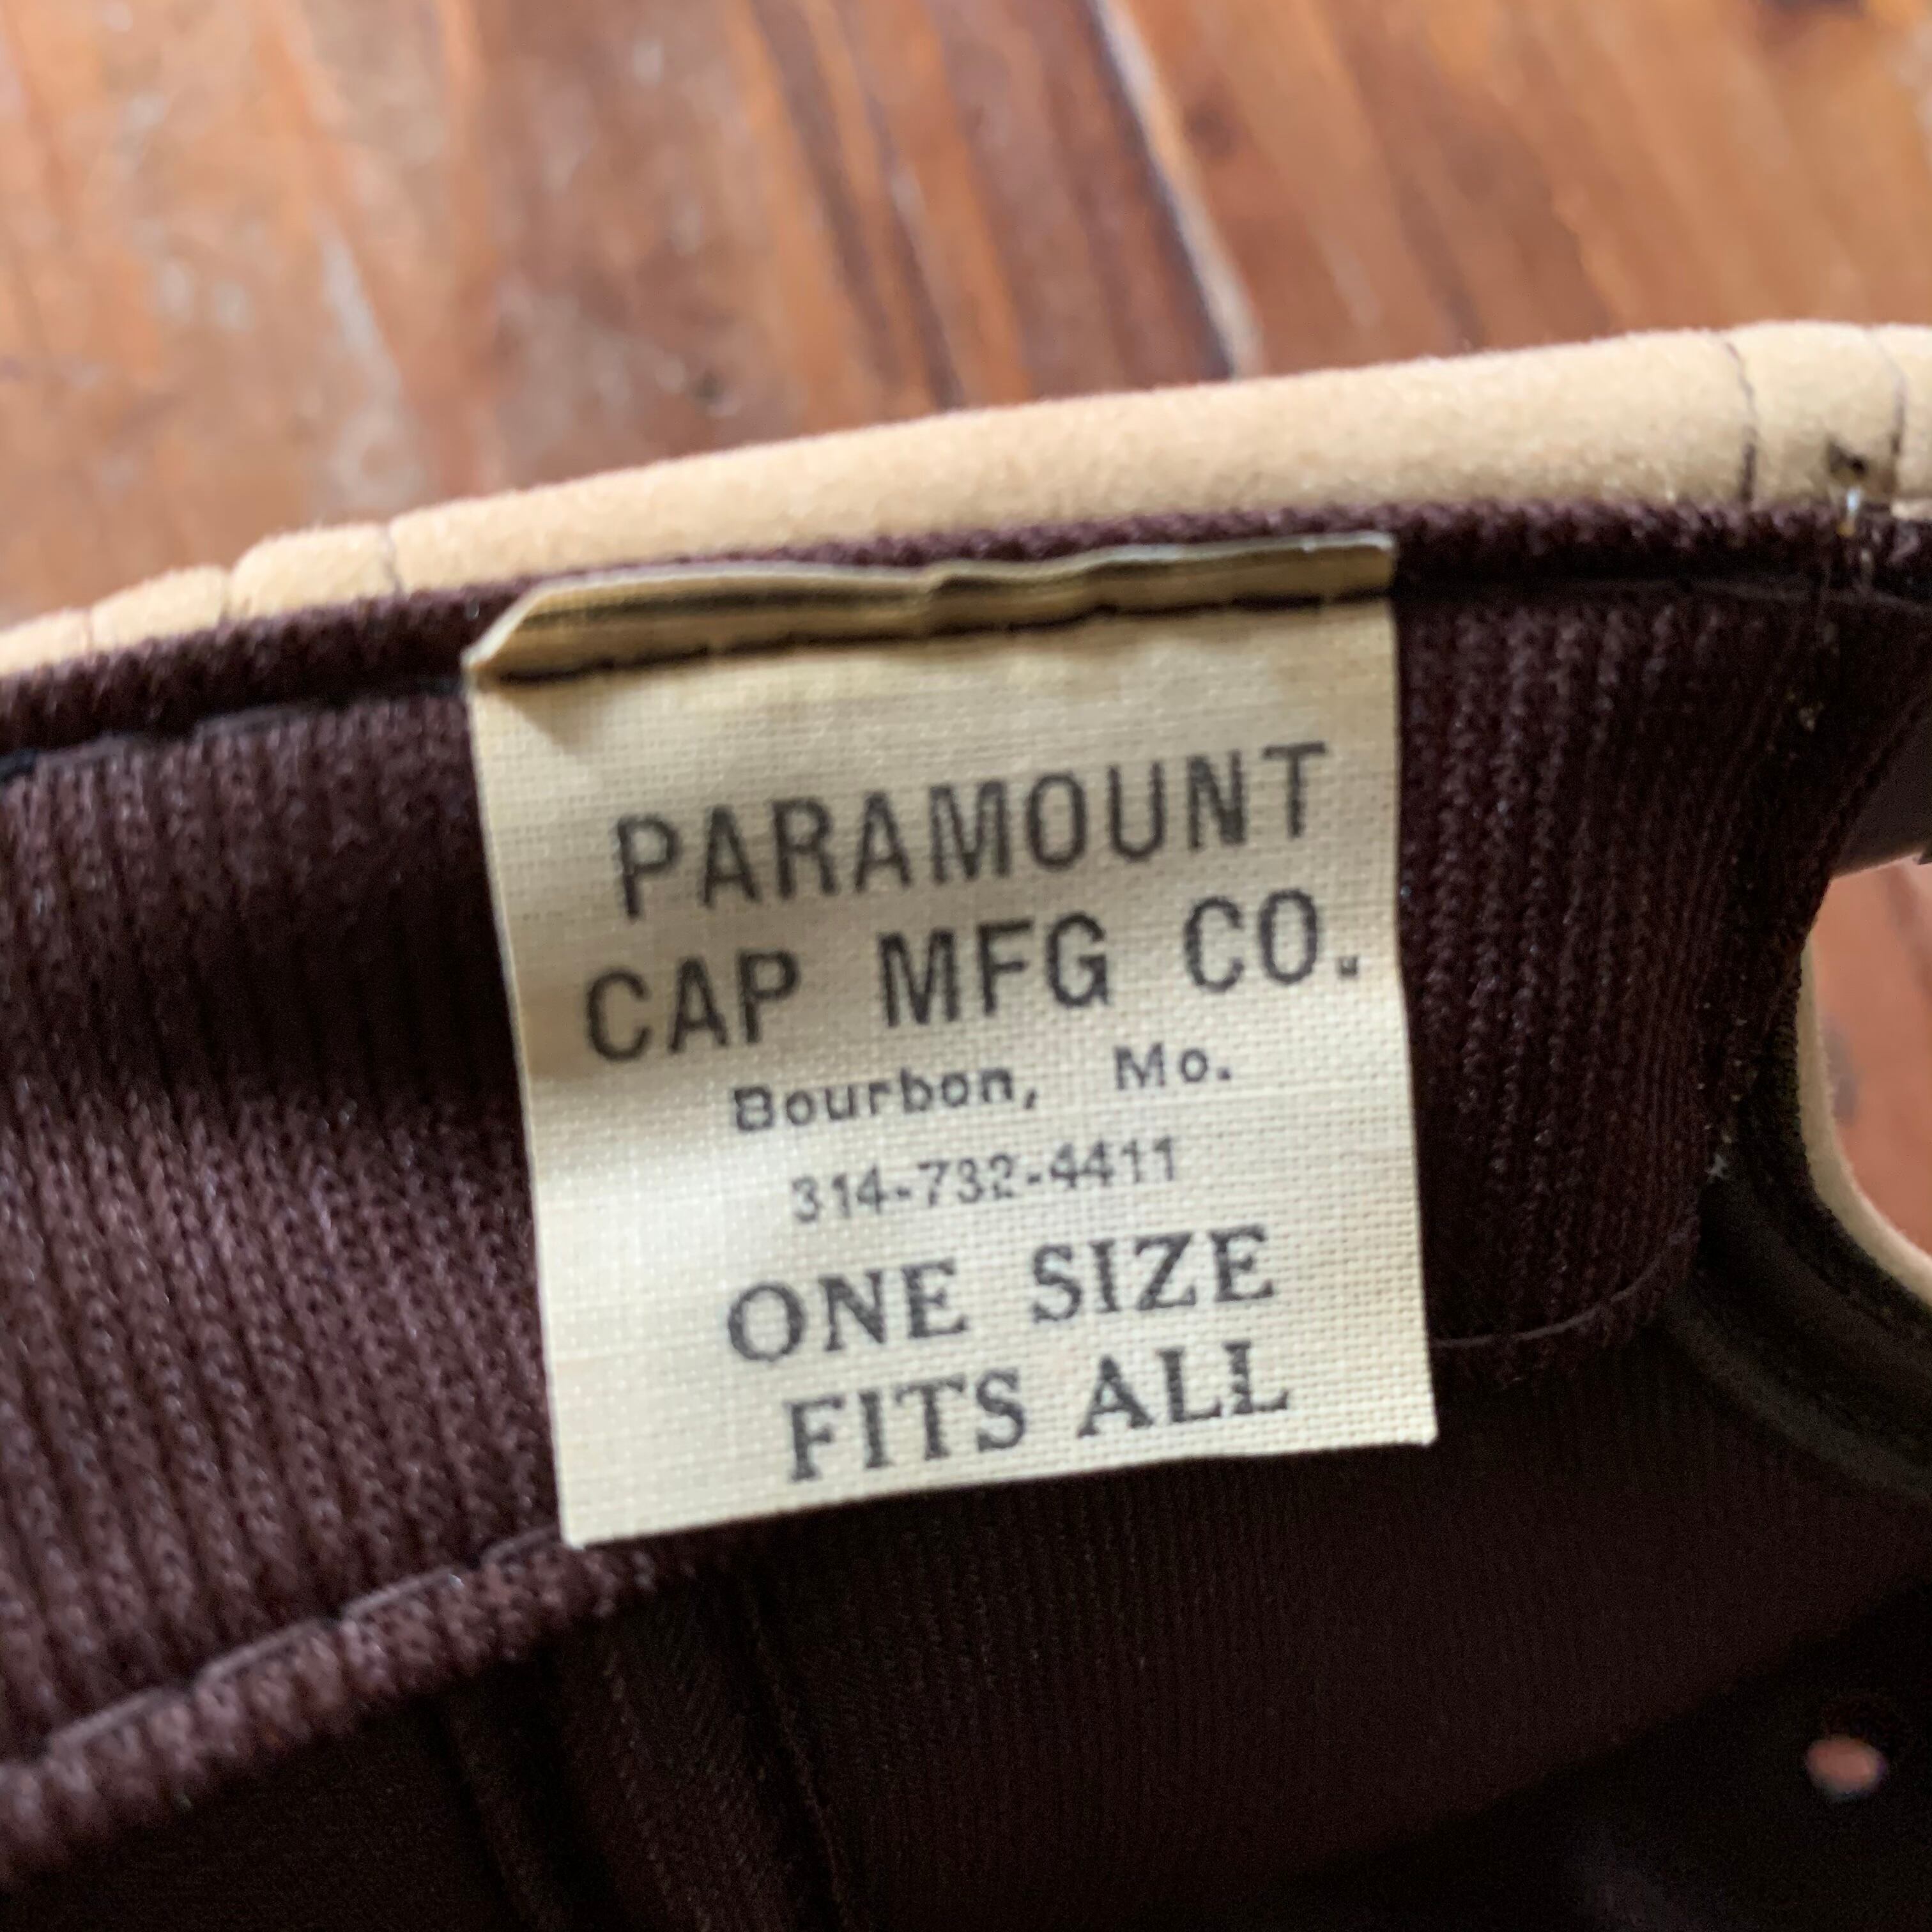 PARAMOUNT
CAP MFG CO.
Bourbon, Mo.
314-732-4411
ONE SIZE
FITS ALL